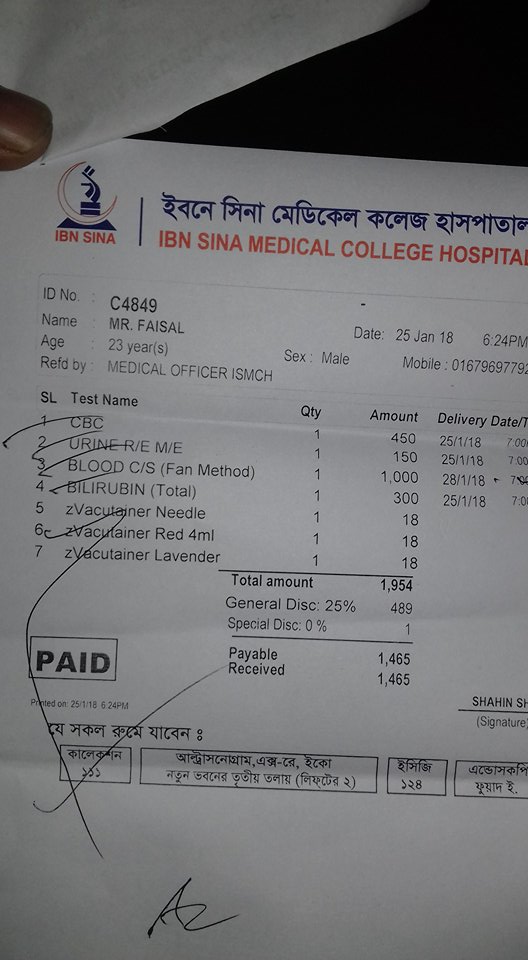 ইবনে সিনা মেডিকেল কলেজ হাসপাতাল
IBN SINA
IBN SINA MEDICAL COLLEGE HOSPITAL
ID No. : C4849
Name : MR. FAISAL
Date: 25 Jan 18 6:24PM
Age : 23 year(s)
Sex : Male
Mobile : 01679697792
Refd by : MEDICAL OFFICER ISMCH
SL Test Name Qty Amount Delivery Date/T
1 CBC 1 450 25/1/18 7:00
2 URINE R/E M/E 1 150 25/1/18 7:00
3 BLOOD C/S (Fan Method) 1 1,000 28/1/18 7:00
4 BILIRUBIN (Total) 1 300 25/1/18 7:00
5 zVacutainer Needle 1 18
6 zVacutainer Red 4ml 1 18
7 zVacutainer Lavender 1 18
Total amount 1,954
General Disc: 25% 489
Special Disc: 0 % 1
Payable 1,465
Received 1,465
PAID
Printed on: 25/1/18 6:24PM
SHAHIN SH
(Signature)
যে সকল রুমে যাবেন :
কালেকশন
১১১
আল্ট্রাসনোগ্রাম,এক্স-রে, ইকো
নতুন ভবনের তৃতীয় তলায় (লিফ্টের ২)
ইসিজি
১২৪
এন্ডোসকপি
ফুয়াদ ই.